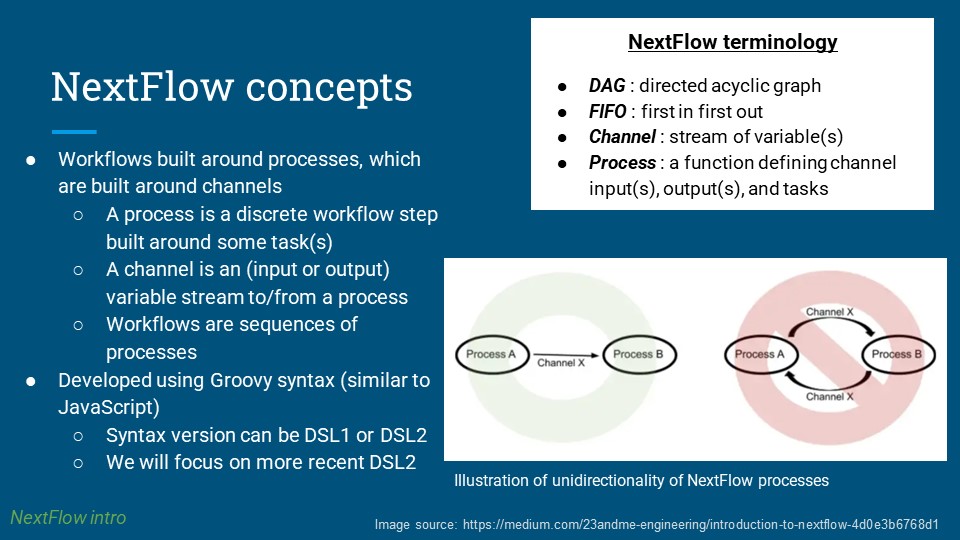 NextFlow concepts
● Workflows built around processes, which
are built around channels
○ A process is a discrete workflow step
built around some task(s)
○ A channel is an (input or output)
variable stream to/from a process
○ Workflows are sequences of
processes
● Developed using Groovy syntax (similar to
JavaScript)
○ Syntax version can be DSL1 or DSL2
○ We will focus on more recent DSL2
NextFlow terminology
● DAG : directed acyclic graph
● FIFO : first in first out
● Channel : stream of variable(s)
● Process : a function defining channel
input(s), output(s), and tasks
Process A
Channel X
Process B
Channel X
Process A
Process B
Channel X
Illustration of unidirectionality of NextFlow processes
NextFlow intro
Image source: https://medium.com/23andme-engineering/introduction-to-nextflow-4d0e3b6768d1